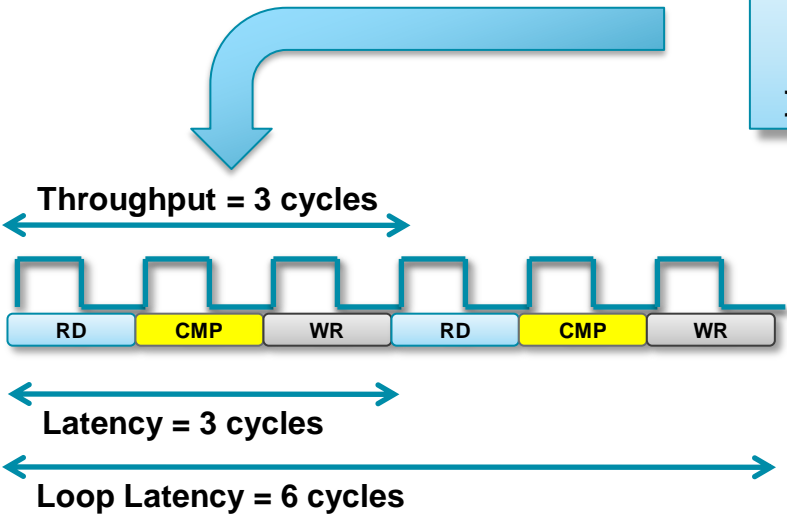 Throughput = 3 cycles
RD CMP WR RD CMP WR
Latency = 3 cycles
Loop Latency = 6 cycles